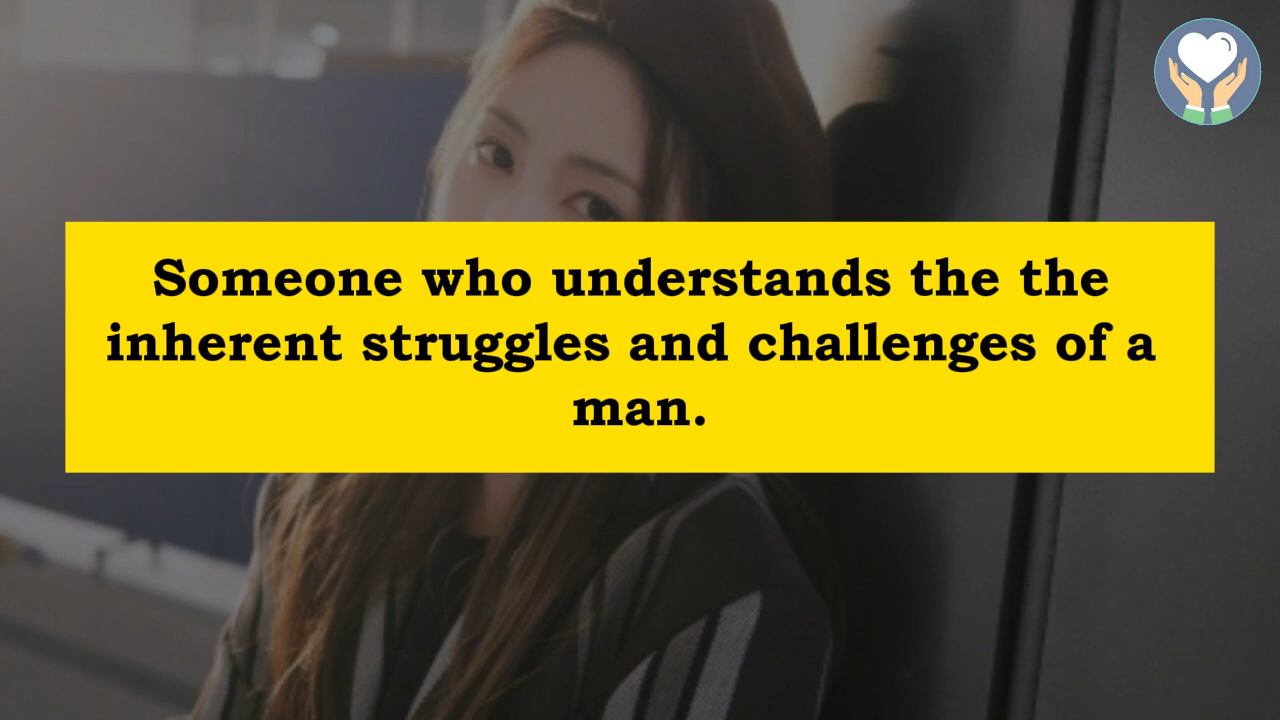 Someone who understands the the
inherent struggles and challenges of a
man.